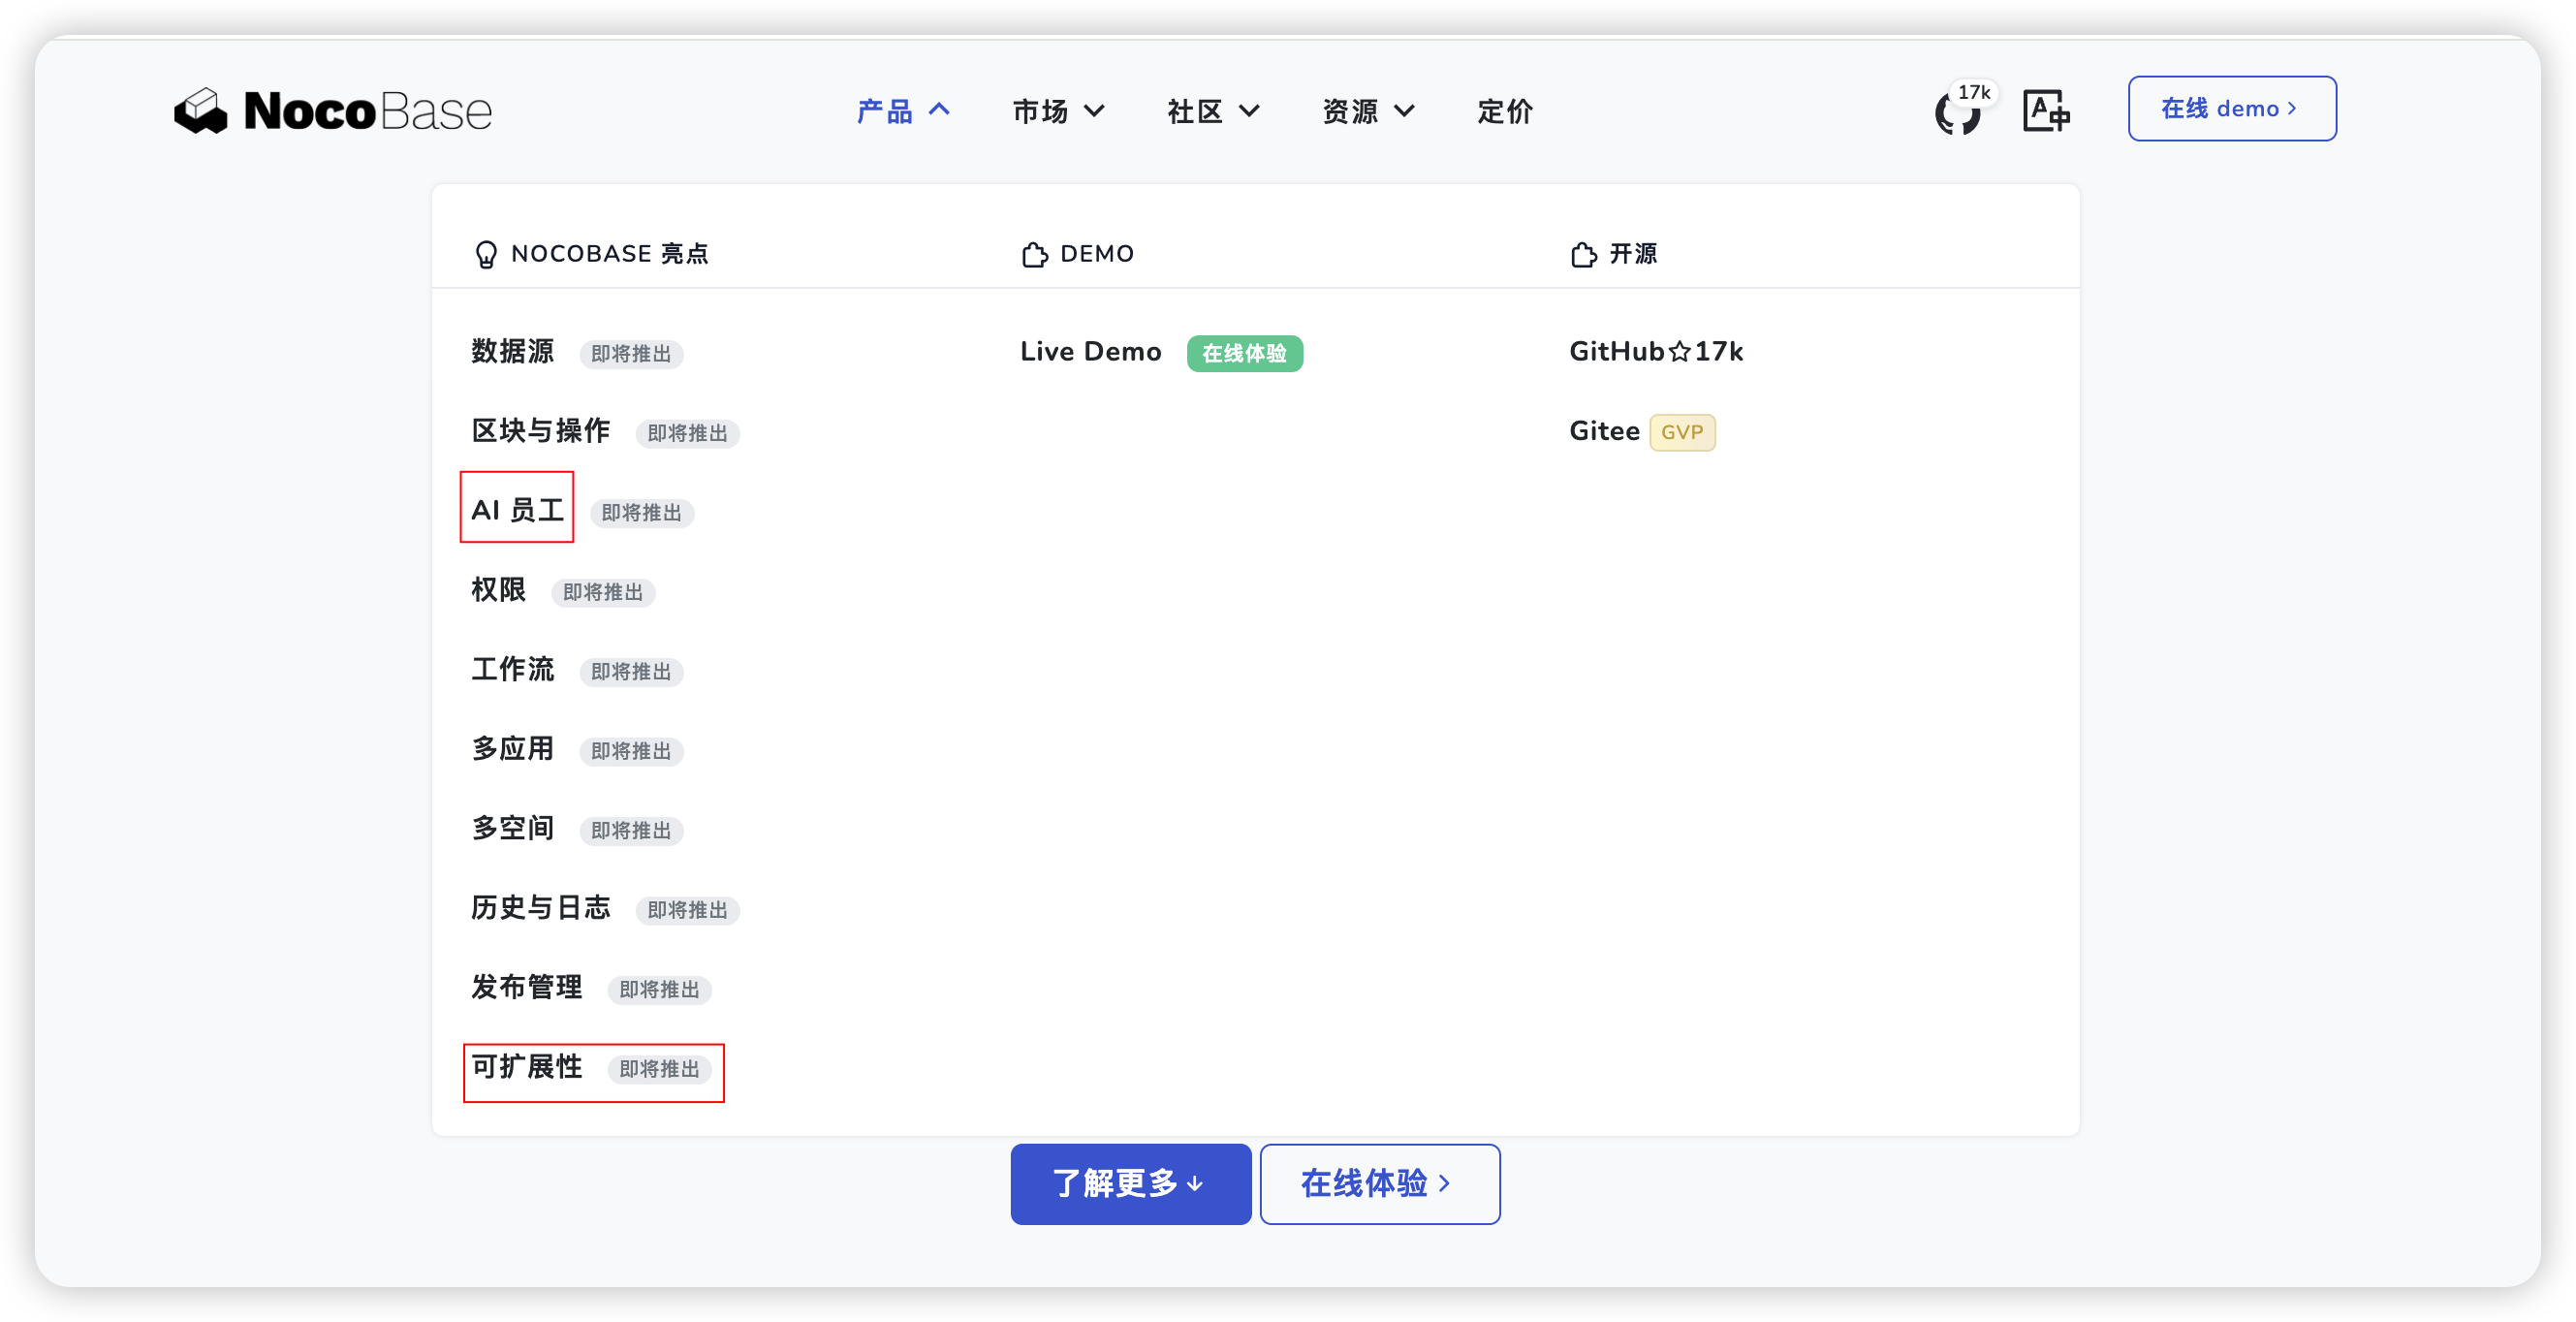 NocoBase 产品 市场 社区 资源 定价 17k 在线 demo
NOCOBASE 亮点 DEMO 开源
数据源 即将推出 Live Demo 在线体验 GitHub☆17k
区块与操作 即将推出 Gitee GVP
AI 员工 即将推出
权限 即将推出
工作流 即将推出
多应用 即将推出
多空间 即将推出
历史与日志 即将推出
发布管理 即将推出
可扩展性 即将推出
了解更多↓ 在线体验 ›